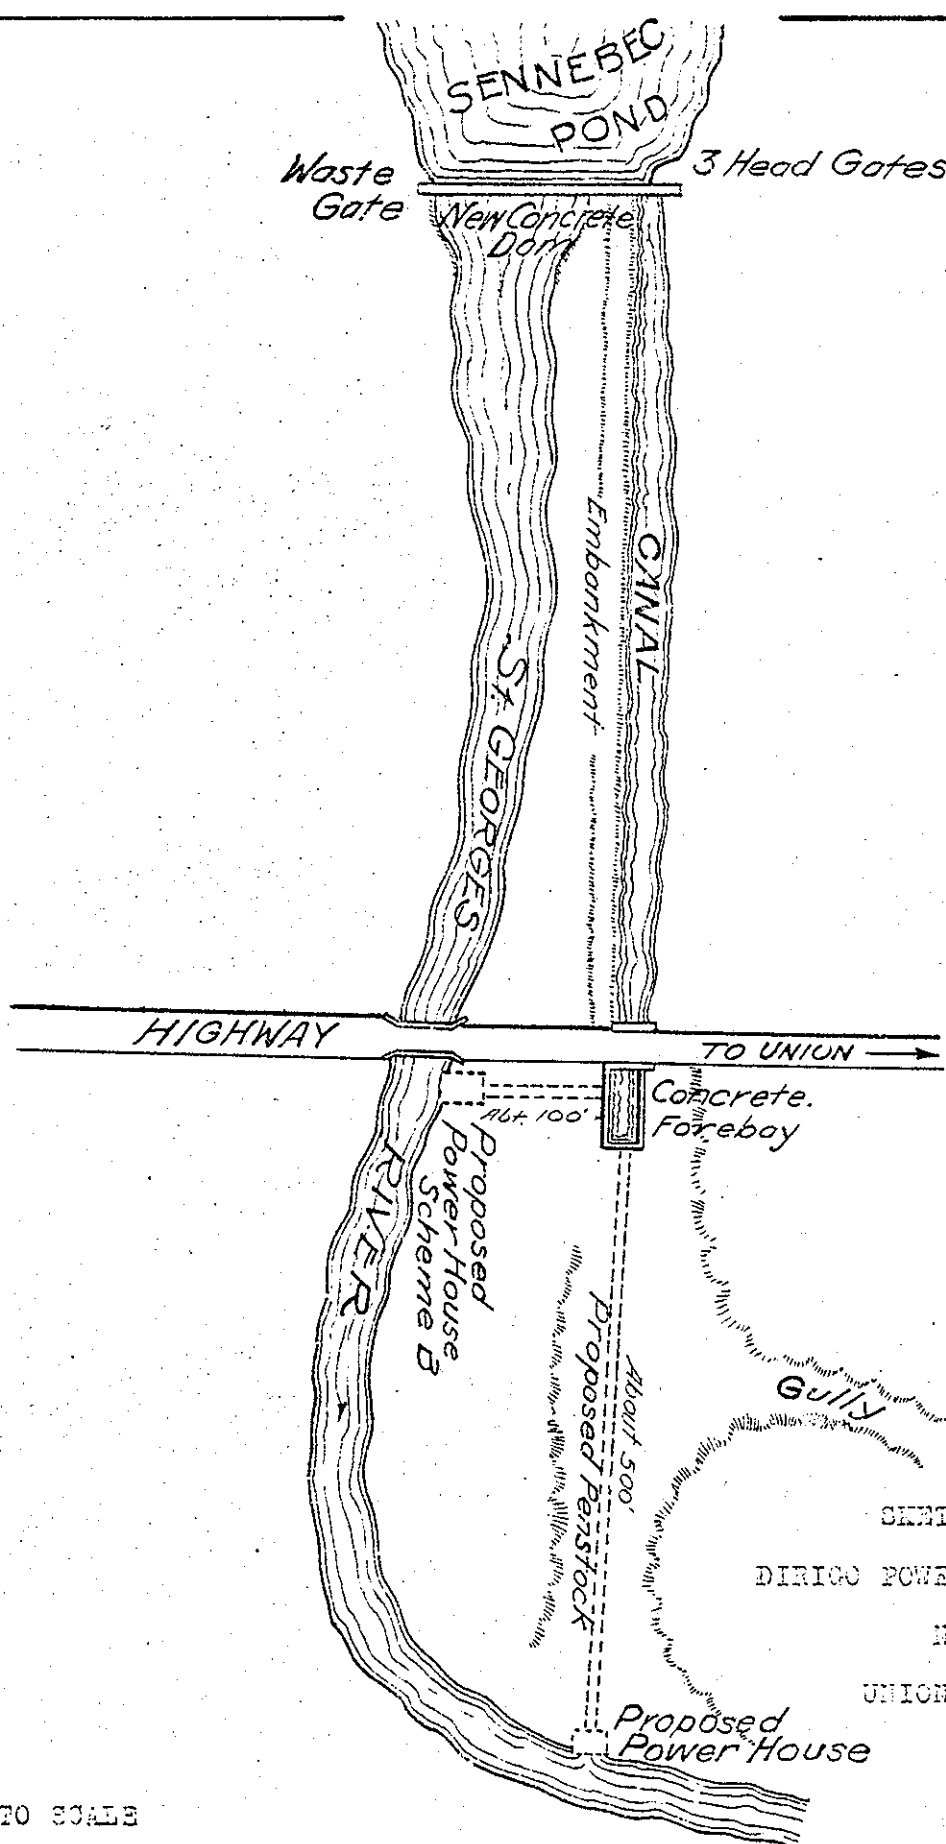 SENNEBEC
POND
Waste
Gate
3 Head Gates
New Concrete
Dam
Embankment
CANAL
St. GEORGES
HIGHWAY
TO UNION
Concrete.
Forebay
Abt. 100'
Proposed
Power House
Scheme B
RIVER
About 500'
Proposed Penstock
Gully
SKET
DIRIGO POWE
N
UNION
Proposed
Power House
TO SCALE